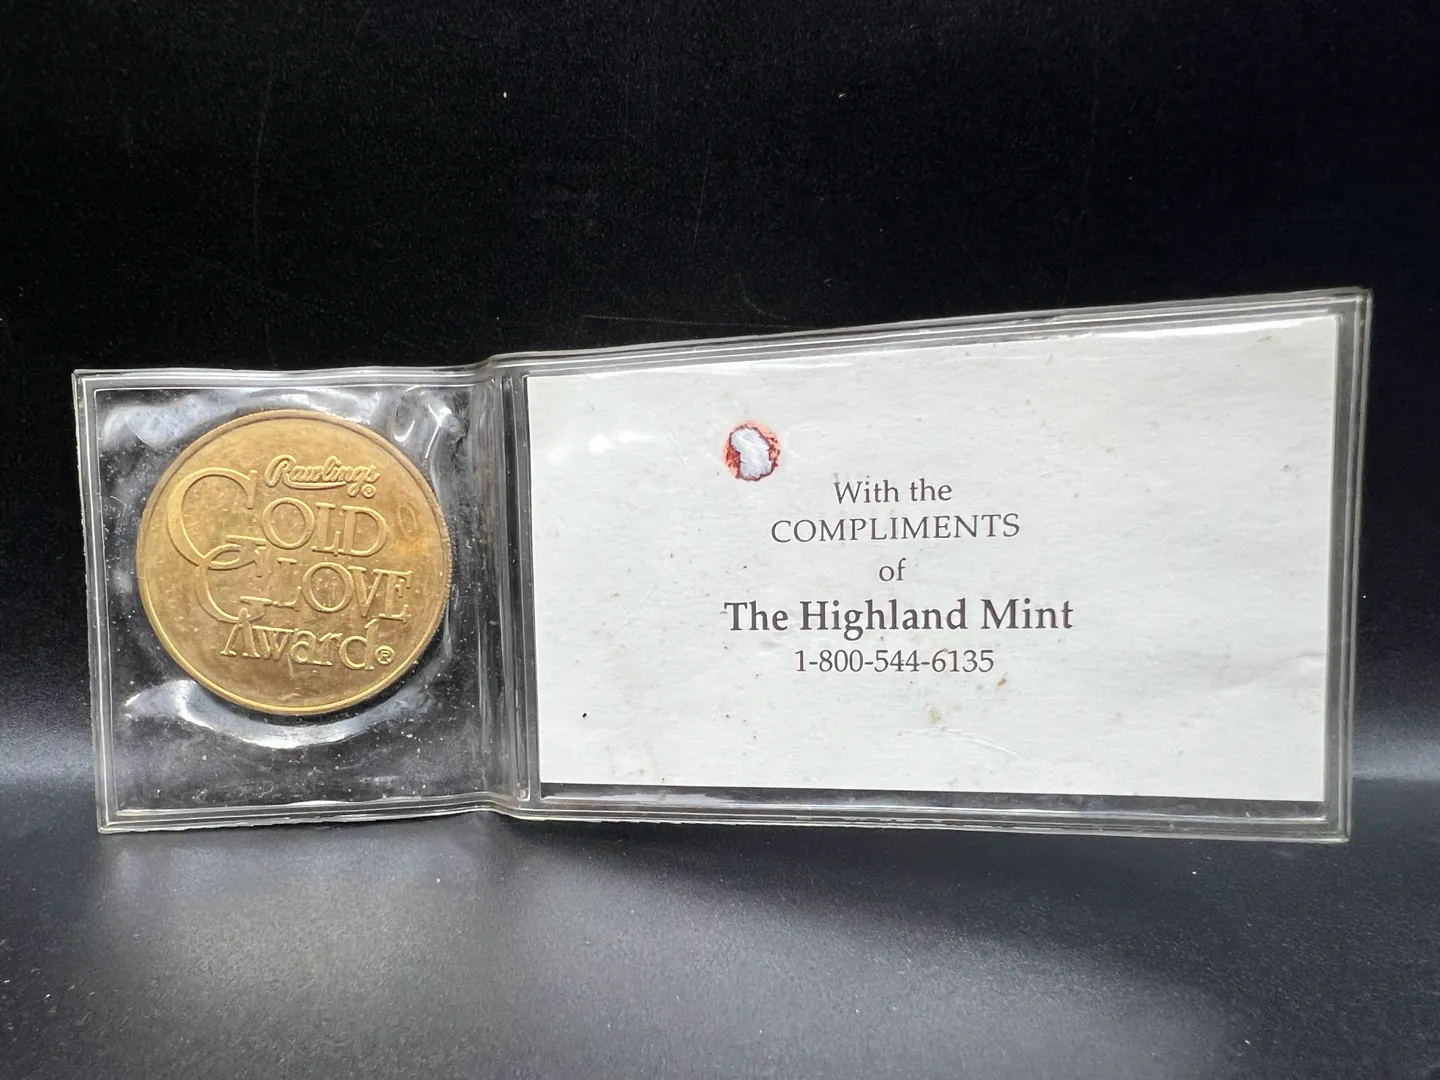 Rawlings®
GOLD
GLOVE
Award®
With the
COMPLIMENTS
of
The Highland Mint
1-800-544-6135